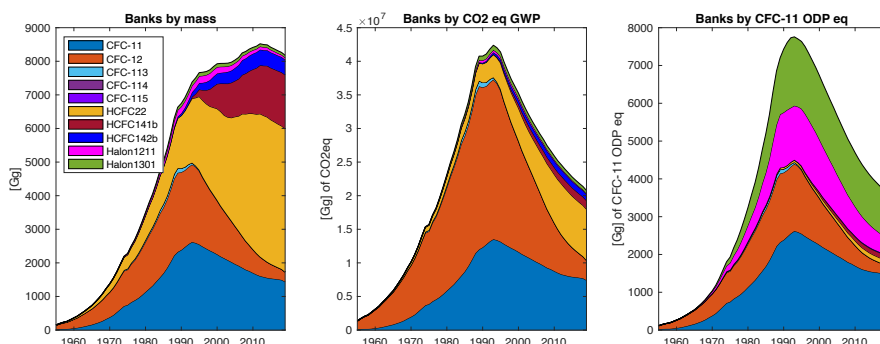 Banks by mass
9000
8000
7000
6000
5000
4000
3000
2000
1000
0
[Gg]
CFC-11
CFC-12
CFC-113
CFC-114
CFC-115
HCFC22
HCFC141b
HCFC142b
Halon1211
Halon1301
1960 1970 1980 1990 2000 2010
Banks by CO2 eq GWP
×10⁷
4.5
4
3.5
3
2.5
2
1.5
1
0.5
0
[Gg] of CO2eq
1960 1970 1980 1990 2000 2010
Banks by CFC-11 ODP eq
8000
7000
6000
5000
4000
3000
2000
1000
0
[Gg] of CFC-11 ODP eq
1960 1970 1980 1990 2000 2010